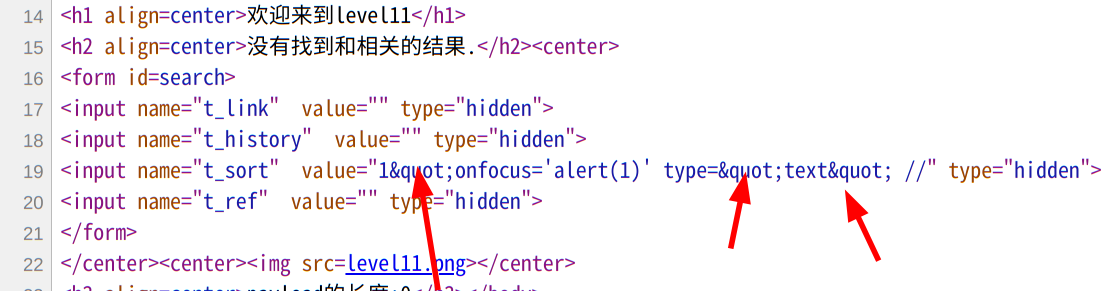 14 <h1 align=center>欢迎来到level11</h1>
15 <h2 align=center>没有找到和相关的结果.</h2><center>
16 <form id=search>
17 <input name="t_link"  value="" type="hidden">
18 <input name="t_history"  value="" type="hidden">
19 <input name="t_sort"  value="1&quot;onfocus='alert(1)' type=&quot;text&quot; //" type="hidden">
20 <input name="t_ref"  value="" type="hidden">
21 </form>
22 </center><center><img src=level11.png></center>